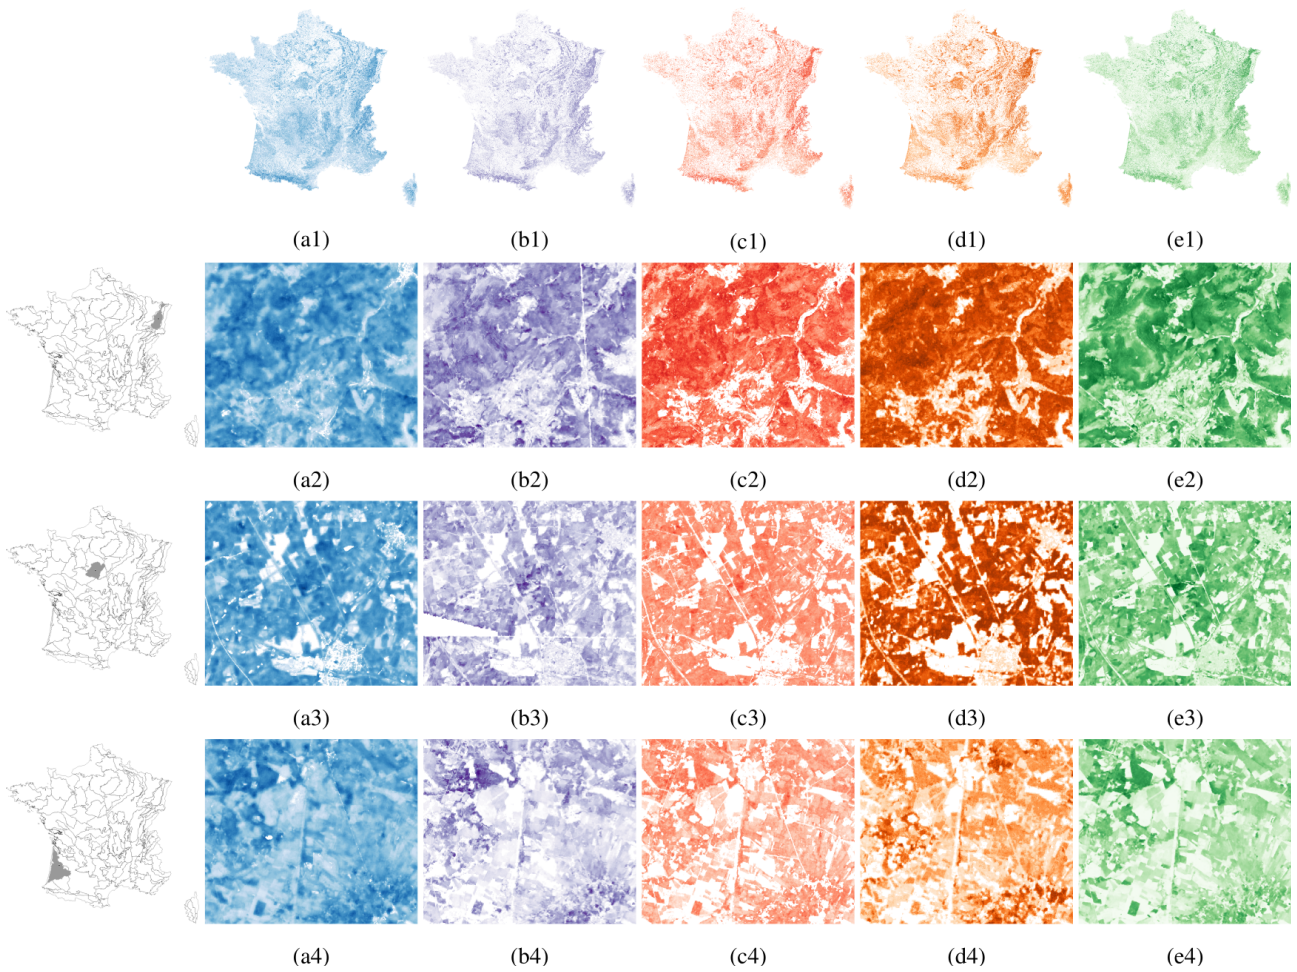 (a1) (b1) (c1) (d1) (e1)
(a2) (b2) (c2) (d2) (e2)
(a3) (b3) (c3) (d3) (e3)
(a4) (b4) (c4) (d4) (e4)